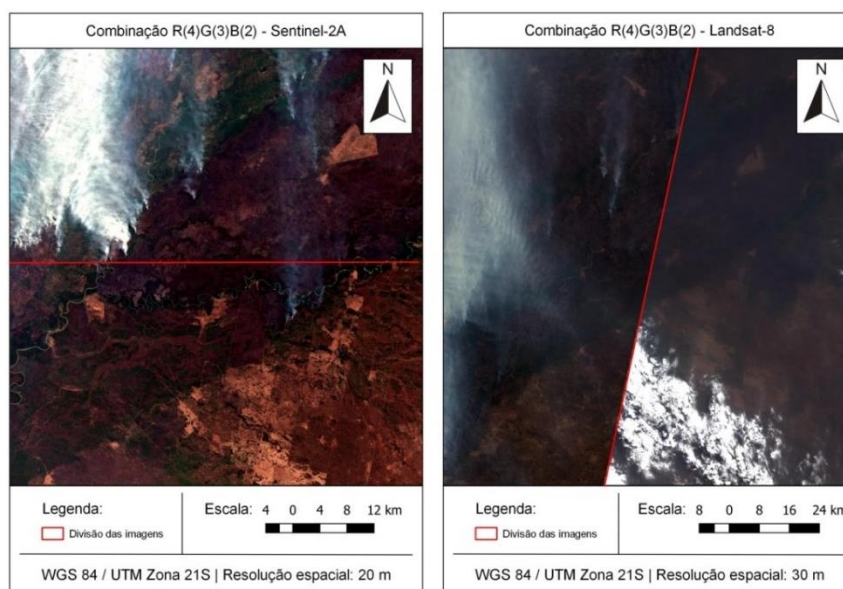 Combinação R(4)G(3)B(2) - Sentinel-2A
N
Legenda:
Divisão das imagens
Escala:
4 0 4 8 12 km
WGS 84 / UTM Zona 21S | Resolução espacial: 20 m
Combinação R(4)G(3)B(2) - Landsat-8
N
Legenda:
Divisão das imagens
Escala:
8 0 8 16 24 km
WGS 84 / UTM Zona 21S | Resolução espacial: 30 m